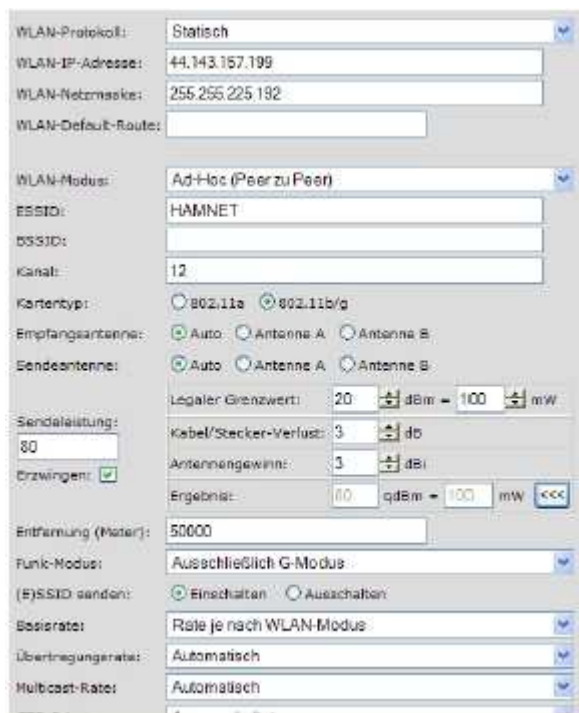 WLAN-Protokoll: Statisch
WLAN-IP-Adresse: 44.143.157.199
WLAN-Netzmaske: 255.255.225.192
WLAN-Default-Route:
WLAN-Modus: Ad-Hoc (Peer zu Peer)
ESSID: HAMNET
BSSID:
Kanal: 12
Kartentyp: 802.11a 802.11b/g
Empfangsantenne: Auto Antenne A Antenne B
Sendeantenne: Auto Antenne A Antenne B
Sendeleistung:
80
Erzwingen:
Legaler Grenzwert: 20 dBm = 100 mW
Kabel/Stecker-Verlust: 3 dB
Antennengewinn: 3 dBi
Ergebnis: 80 qdBm = 100 mW <<<
Entfernung (Meter): 50000
Funk-Modus: Ausschließlich G-Modus
(E)SSID senden: Einschalten Ausschalten
Basisrate: Rate je nach WLAN-Modus
Übertragungsrate: Automatisch
Multicast-Rate: Automatisch